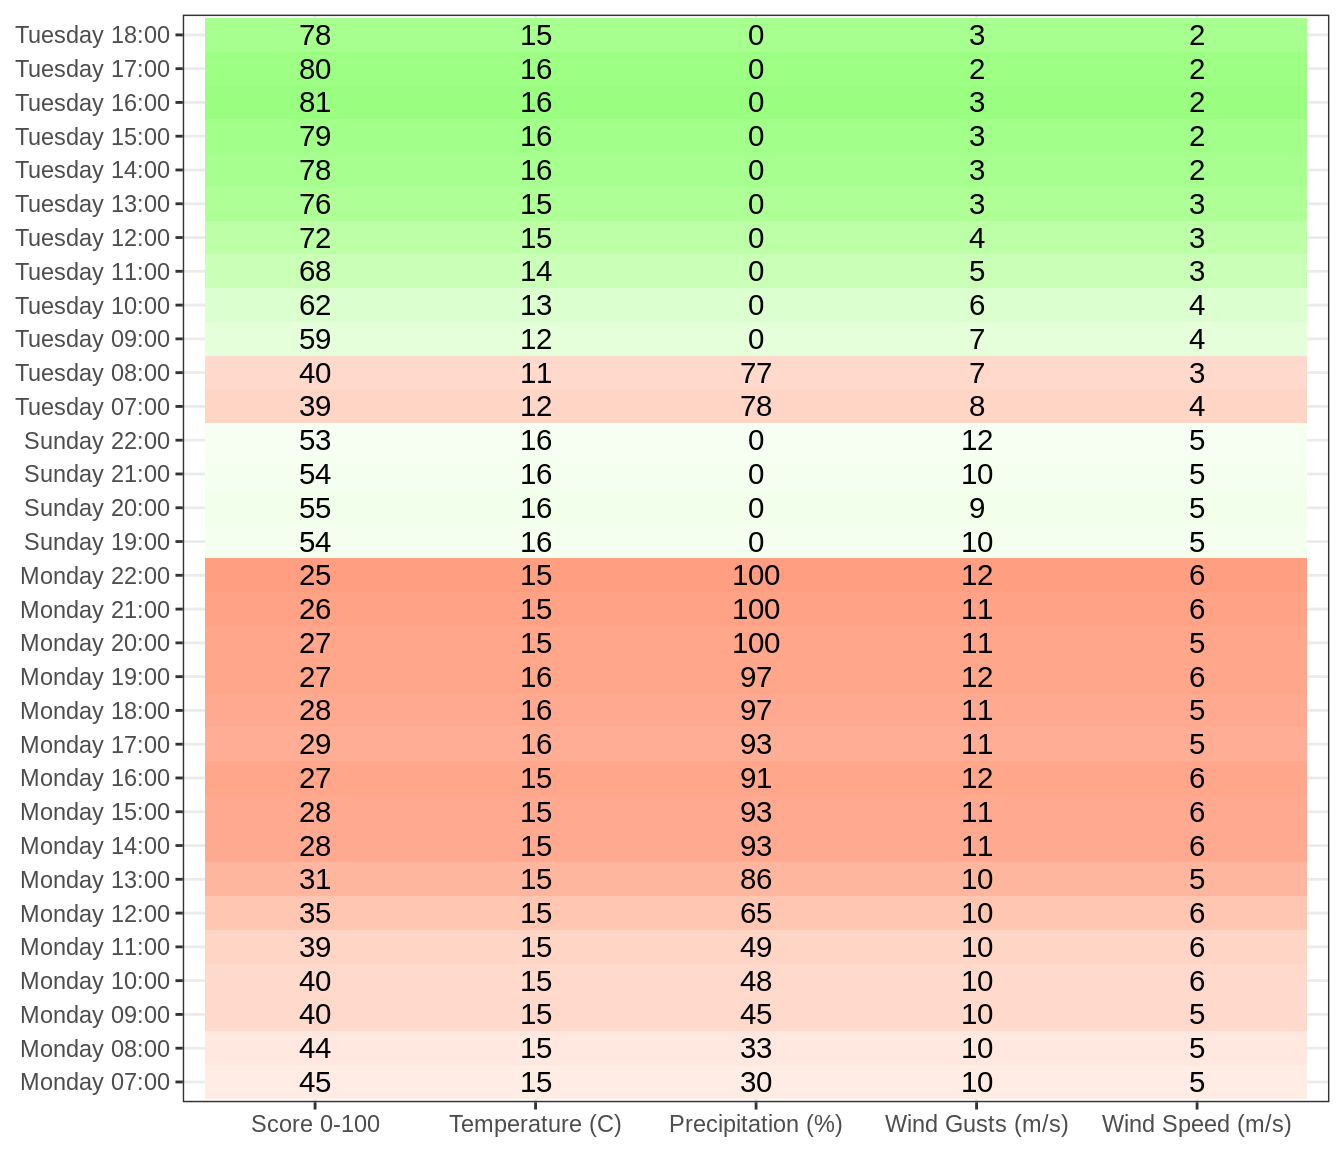 Tuesday 18:00 78 15 0 3 2
Tuesday 17:00 80 16 0 2 2
Tuesday 16:00 81 16 0 3 2
Tuesday 15:00 79 16 0 3 2
Tuesday 14:00 78 16 0 3 2
Tuesday 13:00 76 15 0 3 3
Tuesday 12:00 72 15 0 4 3
Tuesday 11:00 68 14 0 5 3
Tuesday 10:00 62 13 0 6 4
Tuesday 09:00 59 12 0 7 4
Tuesday 08:00 40 11 77 7 3
Tuesday 07:00 39 12 78 8 4
Sunday 22:00 53 16 0 12 5
Sunday 21:00 54 16 0 10 5
Sunday 20:00 55 16 0 9 5
Sunday 19:00 54 16 0 10 5
Monday 22:00 25 15 100 12 6
Monday 21:00 26 15 100 11 6
Monday 20:00 27 15 100 11 5
Monday 19:00 27 16 97 12 6
Monday 18:00 28 16 97 11 5
Monday 17:00 29 16 93 11 5
Monday 16:00 27 15 91 12 6
Monday 15:00 28 15 93 11 6
Monday 14:00 28 15 93 11 6
Monday 13:00 31 15 86 10 5
Monday 12:00 35 15 65 10 6
Monday 11:00 39 15 49 10 6
Monday 10:00 40 15 48 10 6
Monday 09:00 40 15 45 10 5
Monday 08:00 44 15 33 10 5
Monday 07:00 45 15 30 10 5
Score 0-100 Temperature (C) Precipitation (%) Wind Gusts (m/s) Wind Speed (m/s)